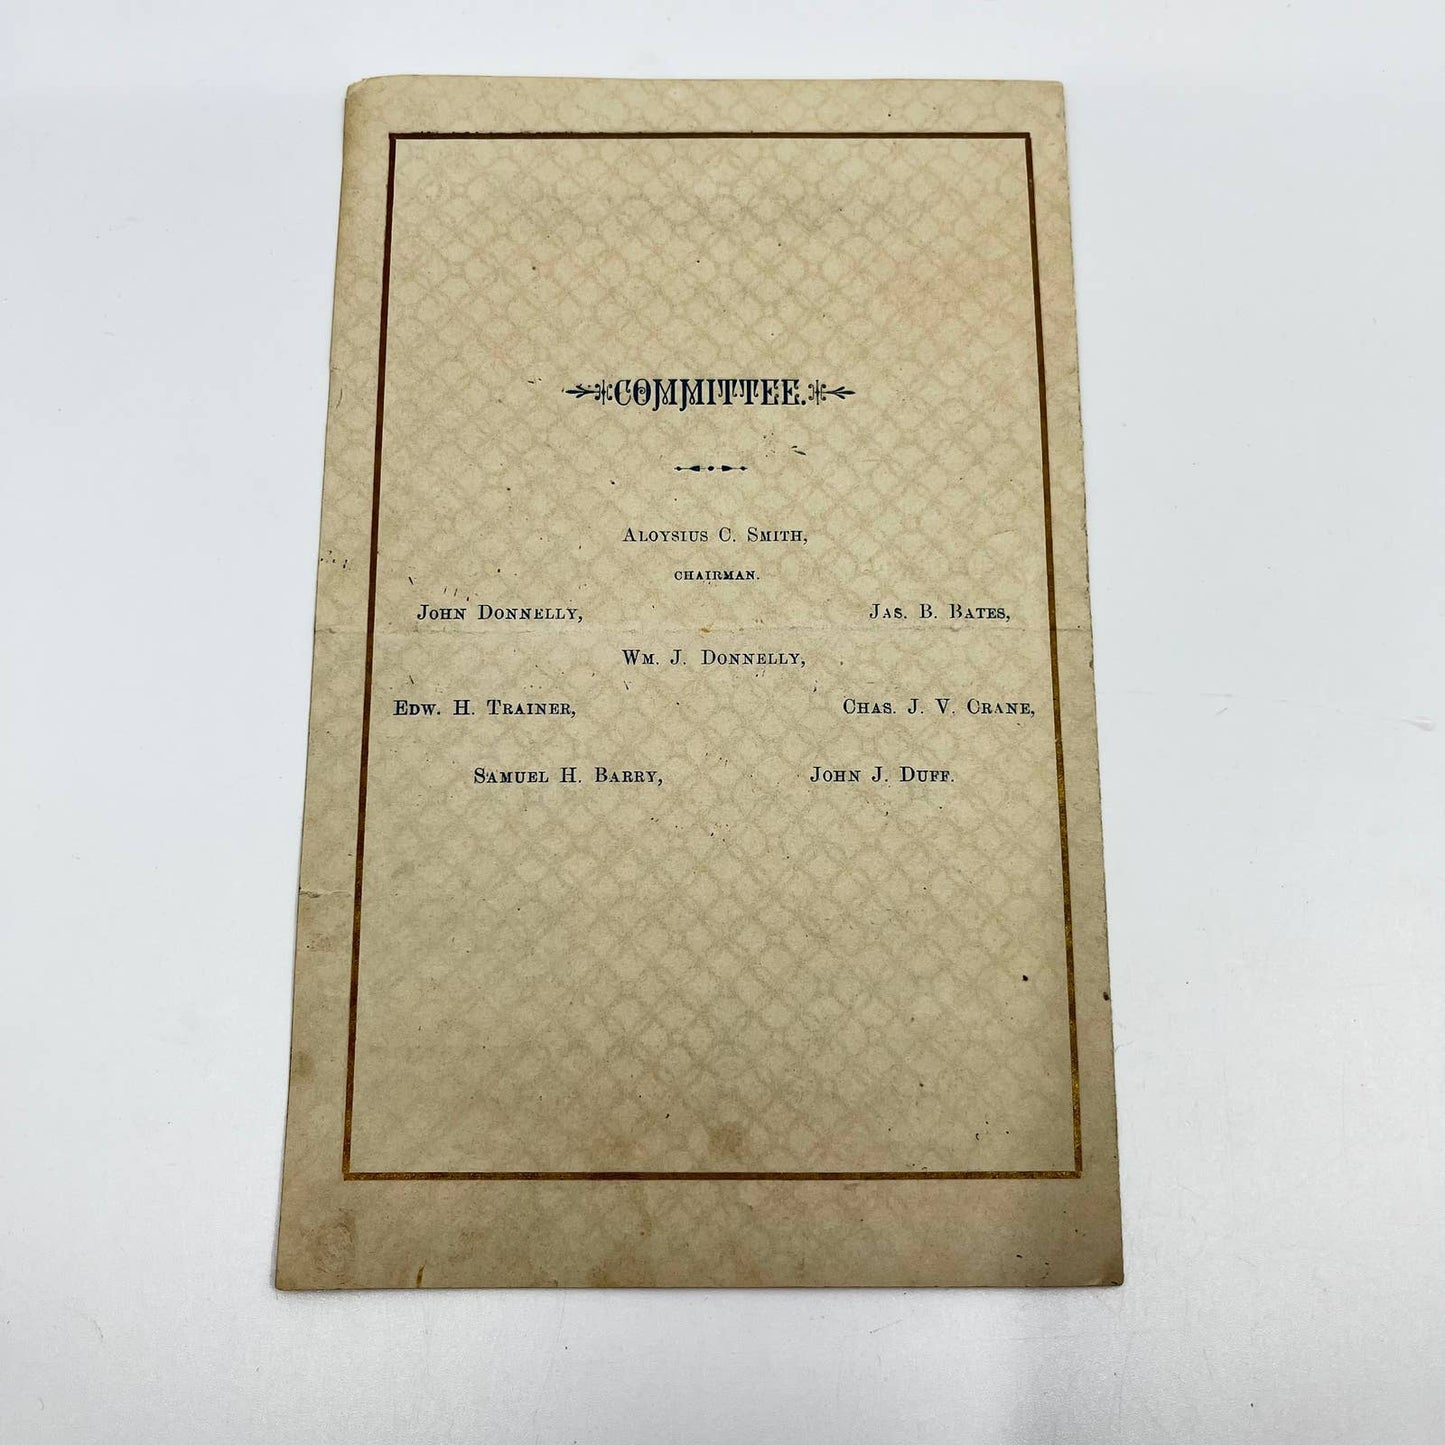 COMMITTEE.
ALOYSIUS C. SMITH,
CHAIRMAN.
JOHN DONNELLY, JAS. B. BATES,
WM. J. DONNELLY,
EDW. H. TRAINER, CHAS. J. V. CRANE,
SAMUEL H. BARRY, JOHN J. DUFF.